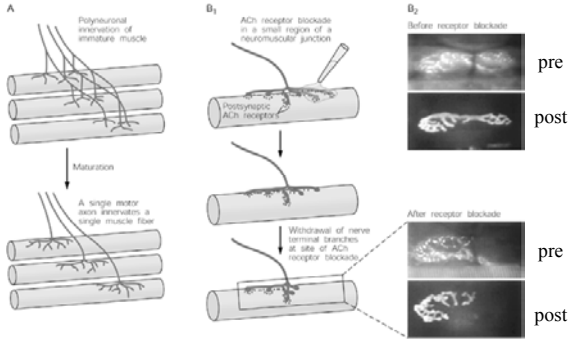 A
Polyneuronal
innervation of
immature muscle
Maturation
A single motor
axon innervates a
single muscle fiber
B1
ACh receptor blockade
in a small region of a
neuromuscular junction
Postsynaptic
ACh receptors
Withdrawal of nerve
terminal branches
at site of ACh
receptor blockade
B2
Before receptor blockade
pre
post
After receptor blockade
pre
post